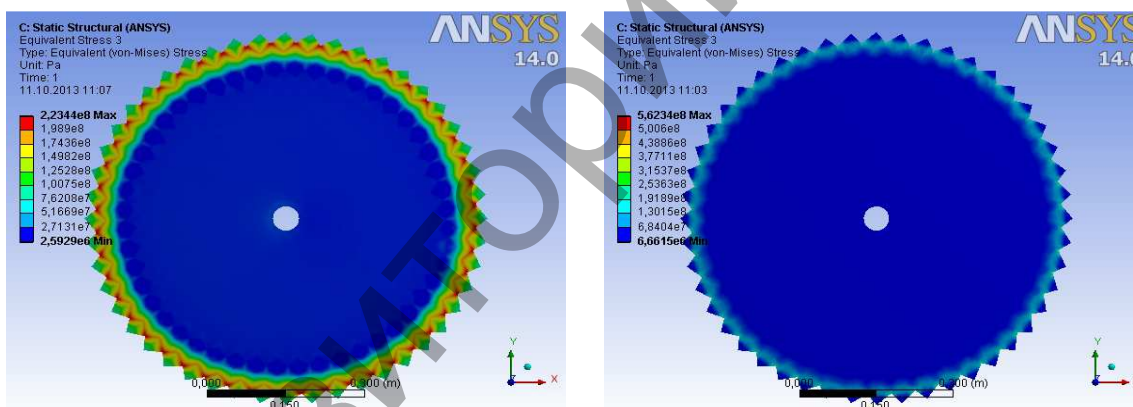 C: Static Structural (ANSYS)
Equivalent Stress 3
Type: Equivalent (von-Mises) Stress
Unit: Pa
Time: 1
11.10.2013 11:07
ANSYS
14.0
2,2344e8 Max
1,989e8
1,7436e8
1,4982e8
1,2528e8
1,0075e8
7,6208e7
5,1669e7
2,7131e7
2,5929e6 Min
0,000
0,300 (m)
0,150
Y
Z
X
C: Static Structural (ANSYS)
Equivalent Stress 3
Type: Equivalent (von-Mises) Stress
Unit: Pa
Time: 1
11.10.2013 11:03
ANSYS
14.0
5,6234e8 Max
5,006e8
4,3886e8
3,7711e8
3,1537e8
2,5363e8
1,9189e8
1,3015e8
6,8404e7
6,6615e6 Min
0,000
0,300 (m)
0,150
Y
Z
X